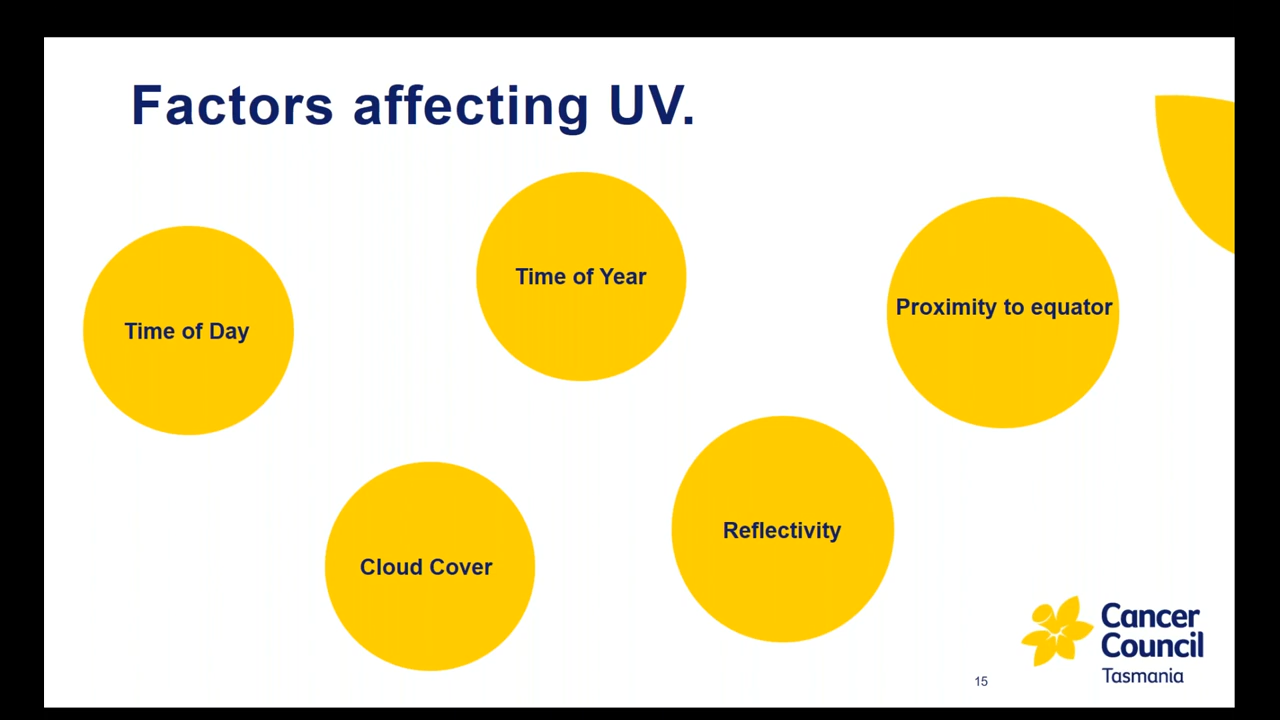 Factors affecting UV.
Time of Day
Time of Year
Proximity to equator
Cloud Cover
Reflectivity
15
Cancer
Council
Tasmania